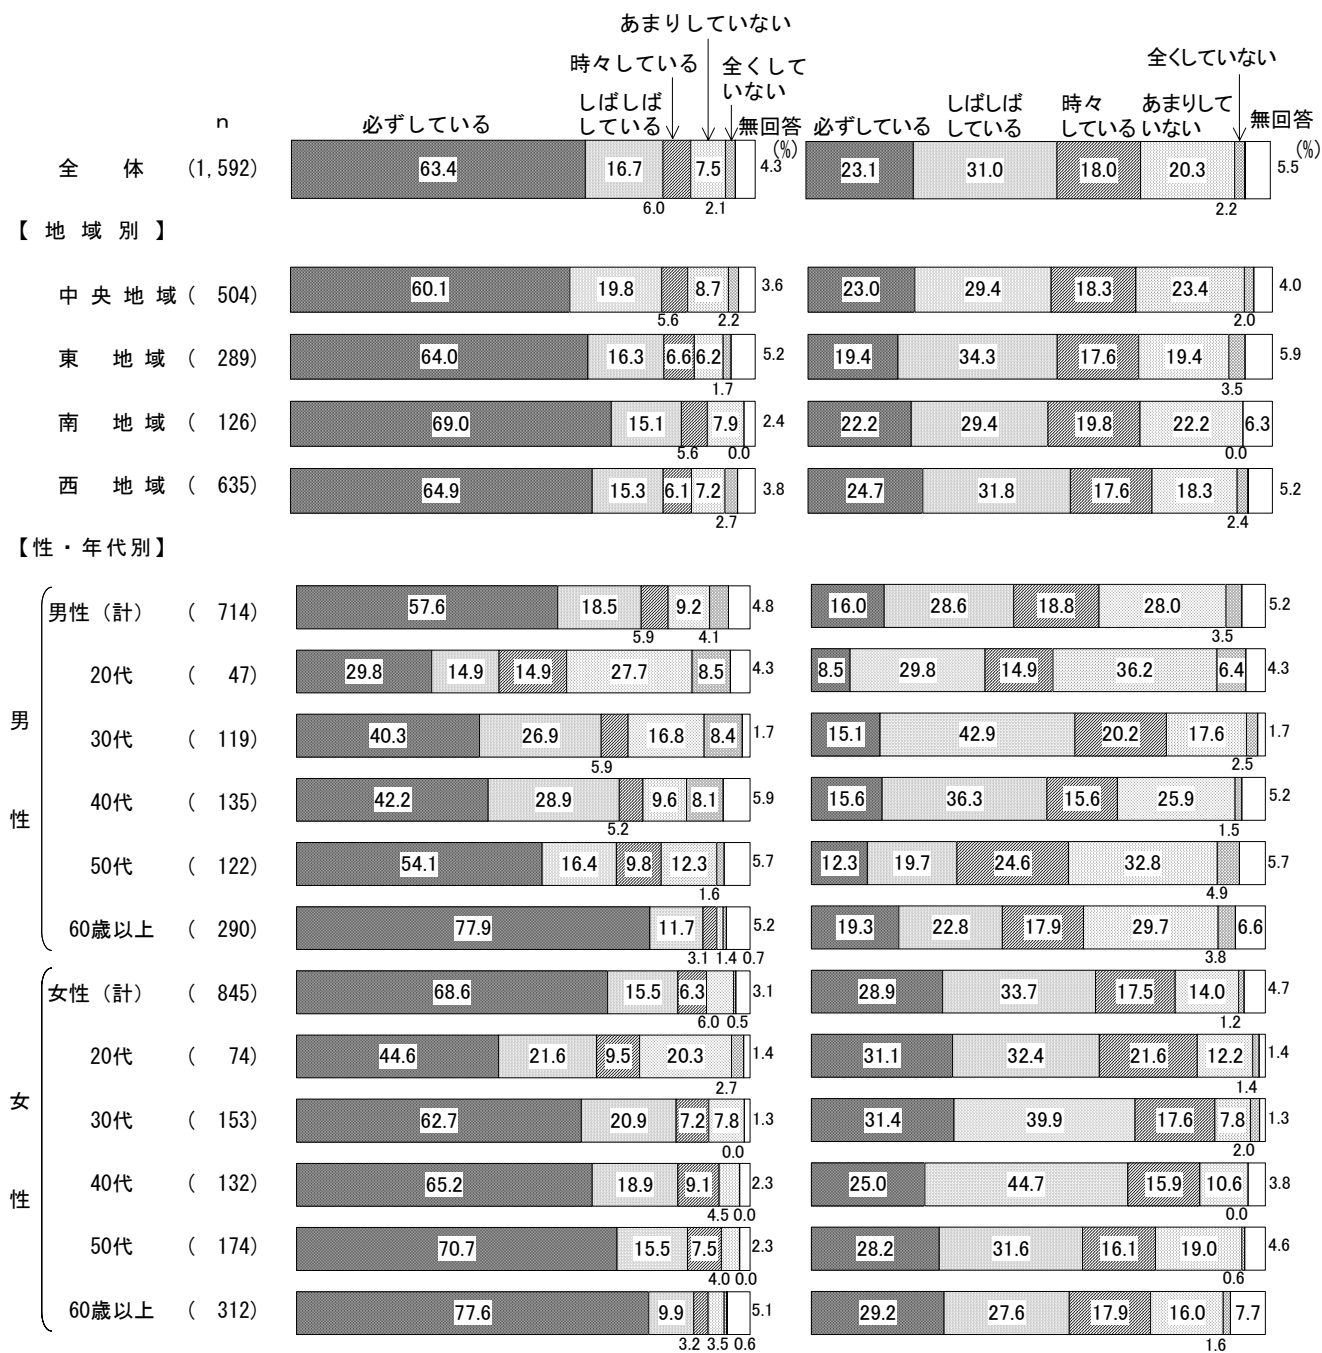 あまりしていない
時々している 全くして
いない
しばしば
している
必ずしている 無回答
(%)
全くしていない
しばしば
している
時々
している
あまりして
いない
必ずしている 無回答
(%)
n
全 体 (1,592) 63.4 16.7 6.0 7.5 2.1 4.3 23.1 31.0 18.0 20.3 2.2 5.5
【 地 域 別 】
中 央 地 域 ( 504) 60.1 19.8 5.6 8.7 2.2 3.6 23.0 29.4 18.3 23.4 2.0 4.0
東 地 域 ( 289) 64.0 16.3 6.6 6.2 1.7 5.2 19.4 34.3 17.6 19.4 3.5 5.9
南 地 域 ( 126) 69.0 15.1 5.6 7.9 0.0 2.4 22.2 29.4 19.8 22.2 0.0 6.3
西 地 域 ( 635) 64.9 15.3 6.1 7.2 2.7 3.8 24.7 31.8 17.6 18.3 2.4 5.2
【性・年代別】
男性
男性（計） ( 714) 57.6 18.5 5.9 9.2 4.1 4.8 16.0 28.6 18.8 28.0 3.5 5.2
20代 ( 47) 29.8 14.9 14.9 27.7 8.5 4.3 8.5 29.8 14.9 36.2 6.4 4.3
30代 ( 119) 40.3 26.9 5.9 16.8 8.4 1.7 15.1 42.9 20.2 17.6 2.5 1.7
40代 ( 135) 42.2 28.9 5.2 9.6 8.1 5.9 15.6 36.3 15.6 25.9 1.5 5.2
50代 ( 122) 54.1 16.4 9.8 12.3 1.6 5.7 12.3 19.7 24.6 32.8 4.9 5.7
60歳以上 ( 290) 77.9 11.7 3.1 1.4 0.7 5.2 19.3 22.8 17.9 29.7 3.8 6.6
女性
女性（計） ( 845) 68.6 15.5 6.3 6.0 0.5 3.1 28.9 33.7 17.5 14.0 1.2 4.7
20代 ( 74) 44.6 21.6 9.5 20.3 2.7 1.4 31.1 32.4 21.6 12.2 1.4 1.4
30代 ( 153) 62.7 20.9 7.2 7.8 0.0 1.3 31.4 39.9 17.6 7.8 2.0 1.3
40代 ( 132) 65.2 18.9 9.1 4.5 0.0 2.3 25.0 44.7 15.9 10.6 0.0 3.8
50代 ( 174) 70.7 15.5 7.5 4.0 0.0 2.3 28.2 31.6 16.1 19.0 0.6 4.6
60歳以上 ( 312) 77.6 9.9 3.2 3.5 0.6 5.1 29.2 27.6 17.9 16.0 1.6 7.7